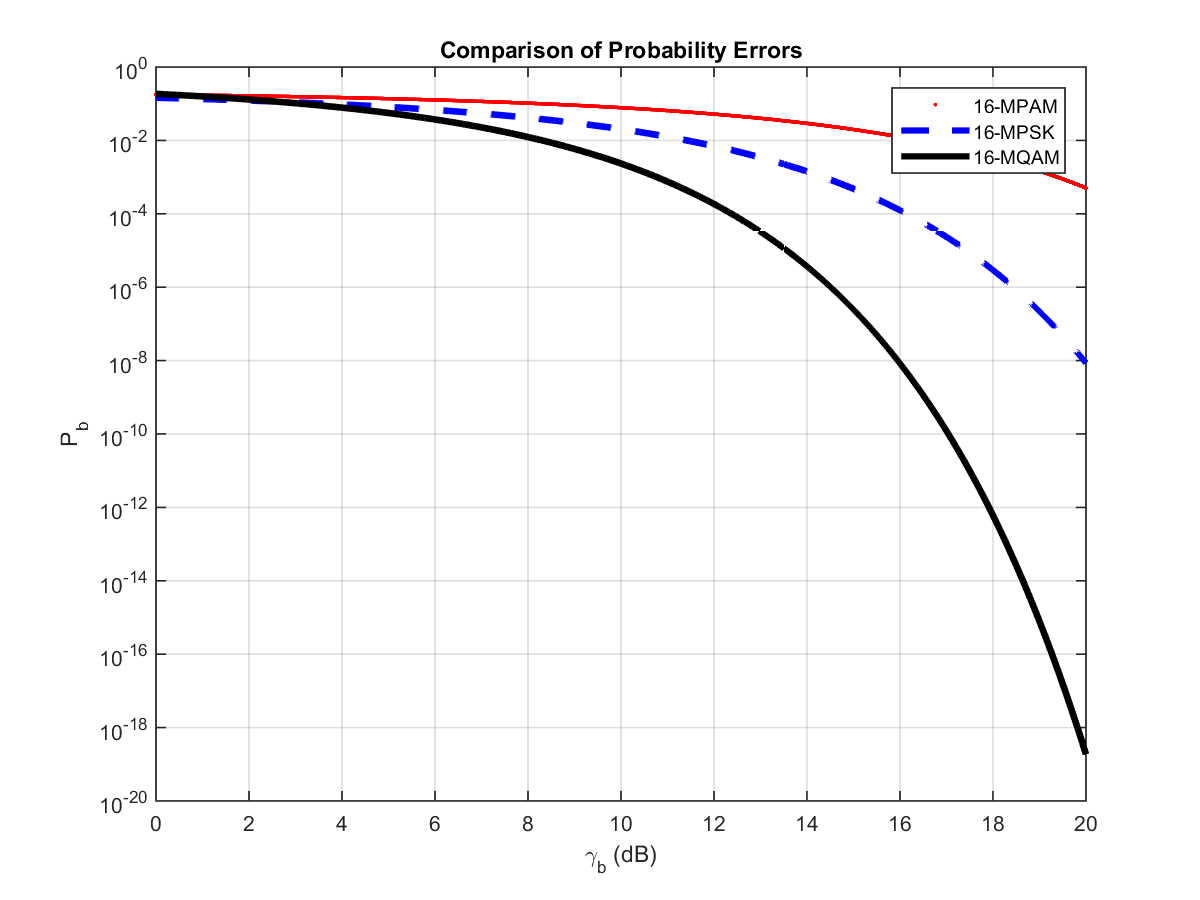 Comparison of Probability Errors
10^0
10^-2
10^-4
10^-6
10^-8
10^-10
10^-12
10^-14
10^-16
10^-18
10^-20
P_b
16-MPAM
16-MPSK
16-MQAM
0 2 4 6 8 10 12 14 16 18 20
γ_b (dB)